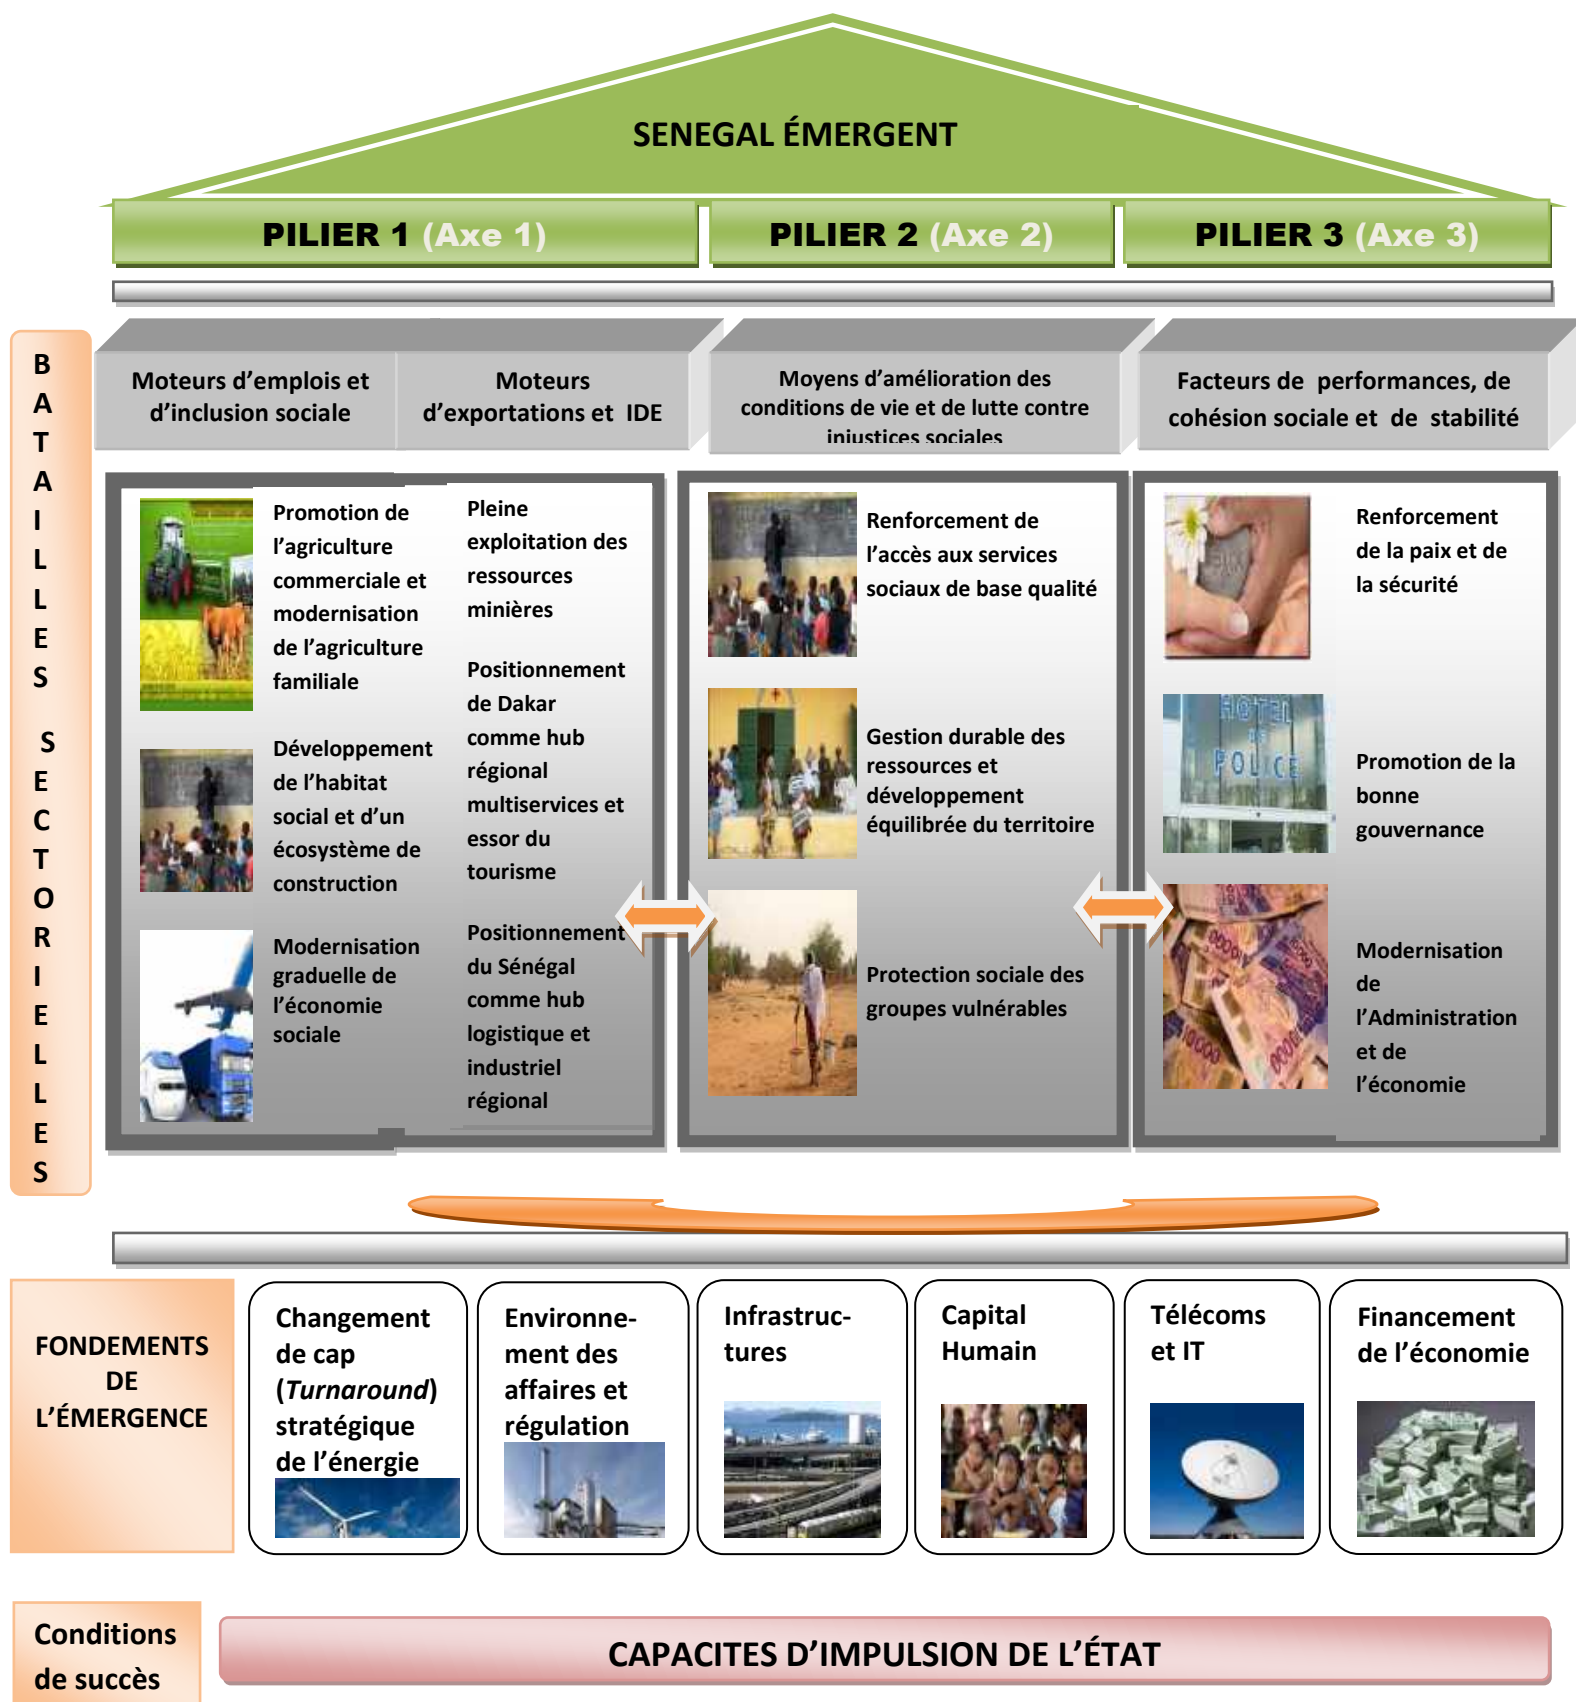 SENEGAL ÉMERGENT
PILIER 1 (Axe 1)
PILIER 2 (Axe 2)
PILIER 3 (Axe 3)
BATAILLES SECTORIELLES
Moteurs d’emplois et
d’inclusion sociale
Moteurs
d’exportations et IDE
Moyens d’amélioration des
conditions de vie et de lutte contre
injustices sociales
Facteurs de performances, de
cohésion sociale et de stabilité
Promotion de
l’agriculture
commerciale et
modernisation
de l’agriculture
familiale
Développement
de l’habitat
social et d’un
écosystème de
construction
Modernisation
graduelle de
l’économie
sociale
Pleine
exploitation des
ressources
minières
Positionnement
de Dakar
comme hub
régional
multiservices et
essor du
tourisme
Positionnement
du Sénégal
comme hub
logistique et
industriel
régional
Renforcement de
l’accès aux services
sociaux de base qualité
Gestion durable des
ressources et
développement
équilibrée du territoire
Protection sociale des
groupes vulnérables
Renforcement
de la paix et de
la sécurité
HOTEL
DE
POLICE
Promotion de la
bonne
gouvernance
10000
Modernisation
de
l’Administration
et de
l’économie
FONDEMENTS
DE
L’ÉMERGENCE
Changement
de cap
(Turnaround)
stratégique
de l’énergie
Environne-
ment des
affaires et
régulation
Infrastruc-
tures
Capital
Humain
Télécoms
et IT
Financement
de l’économie
Conditions
de succès
CAPACITES D’IMPULSION DE L’ÉTAT